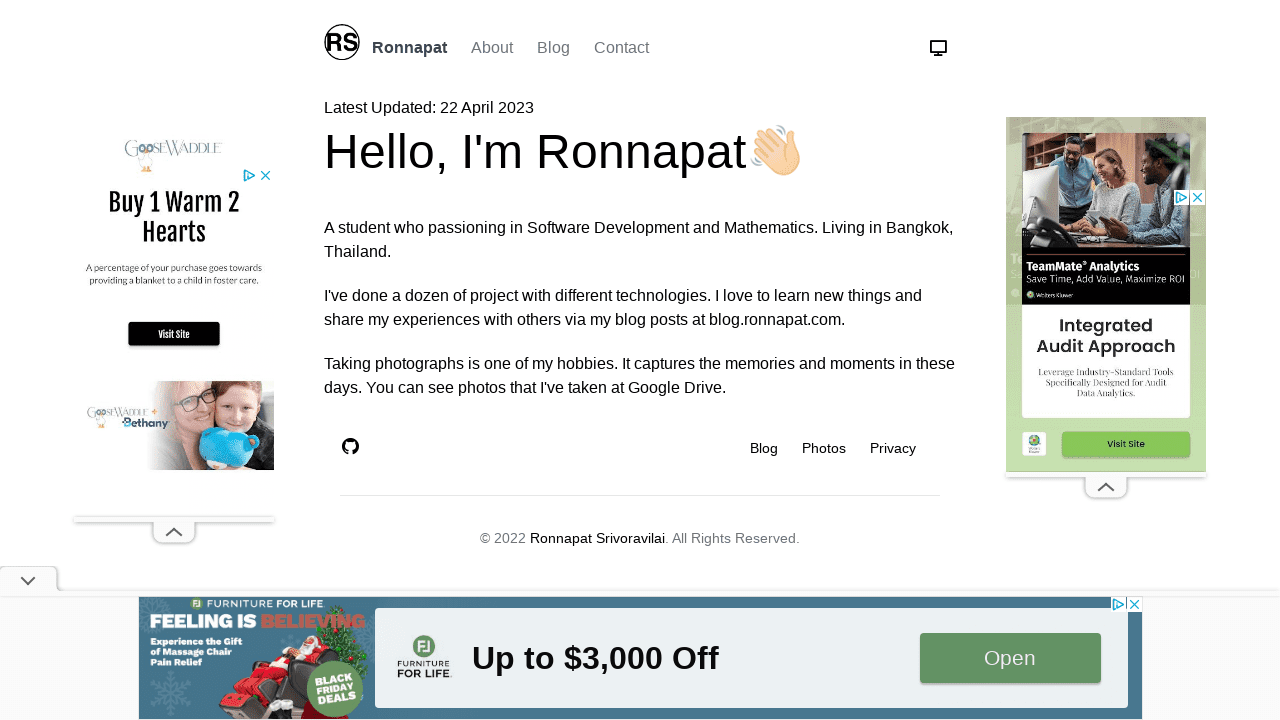 RS
Ronnapat About Blog Contact
Latest Updated: 22 April 2023
Hello, I'm Ronnapat👋🏻
A student who passioning in Software Development and Mathematics. Living in Bangkok,
Thailand.
I've done a dozen of project with different technologies. I love to learn new things and
share my experiences with others via my blog posts at blog.ronnapat.com.
Taking photographs is one of my hobbies. It captures the memories and moments in these
days. You can see photos that I've taken at Google Drive.
Blog Photos Privacy
© 2022 Ronnapat Srivoravilai. All Rights Reserved.
GOOSEWADDLE
Buy 1 Warm 2
Hearts
A percentage of your purchase goes towards
providing a blanket to a child in foster care.
Visit Site
GOOSEWADDLE +
Bethany
TeamMate® Analytics
Save Time, Add Value, Maximize ROI
Wolters Kluwer
Integrated
Audit Approach
Leverage Industry-Standard Tools
Specifically Designed for Audit
Data Analytics.
Visit Site
FURNITURE FOR LIFE
FEELING IS BELIEVING
Experience the Gift
of Massage Chair
Pain Relief
BLACK
FRIDAY
DEALS
FURNITURE
FOR LIFE
Up to $3,000 Off
Open